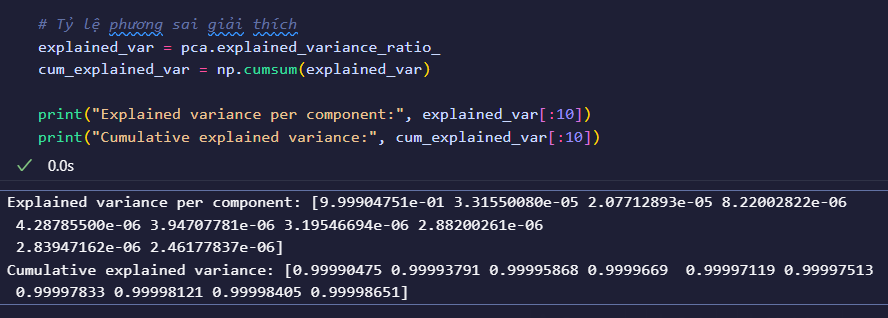 # Tỷ lệ phương sai giải thích
explained_var = pca.explained_variance_ratio_
cum_explained_var = np.cumsum(explained_var)
print("Explained variance per component:", explained_var[:10])
print("Cumulative explained variance:", cum_explained_var[:10])
0.0s
Explained variance per component: [9.99904751e-01 3.31550080e-05 2.07712893e-05 8.22002822e-06
4.28785500e-06 3.94707781e-06 3.19546694e-06 2.88200261e-06
2.83947162e-06 2.46177837e-06]
Cumulative explained variance: [0.99990475 0.99993791 0.99995868 0.9999669  0.99997119 0.99997513
0.99997833 0.99998121 0.99998405 0.99998651]